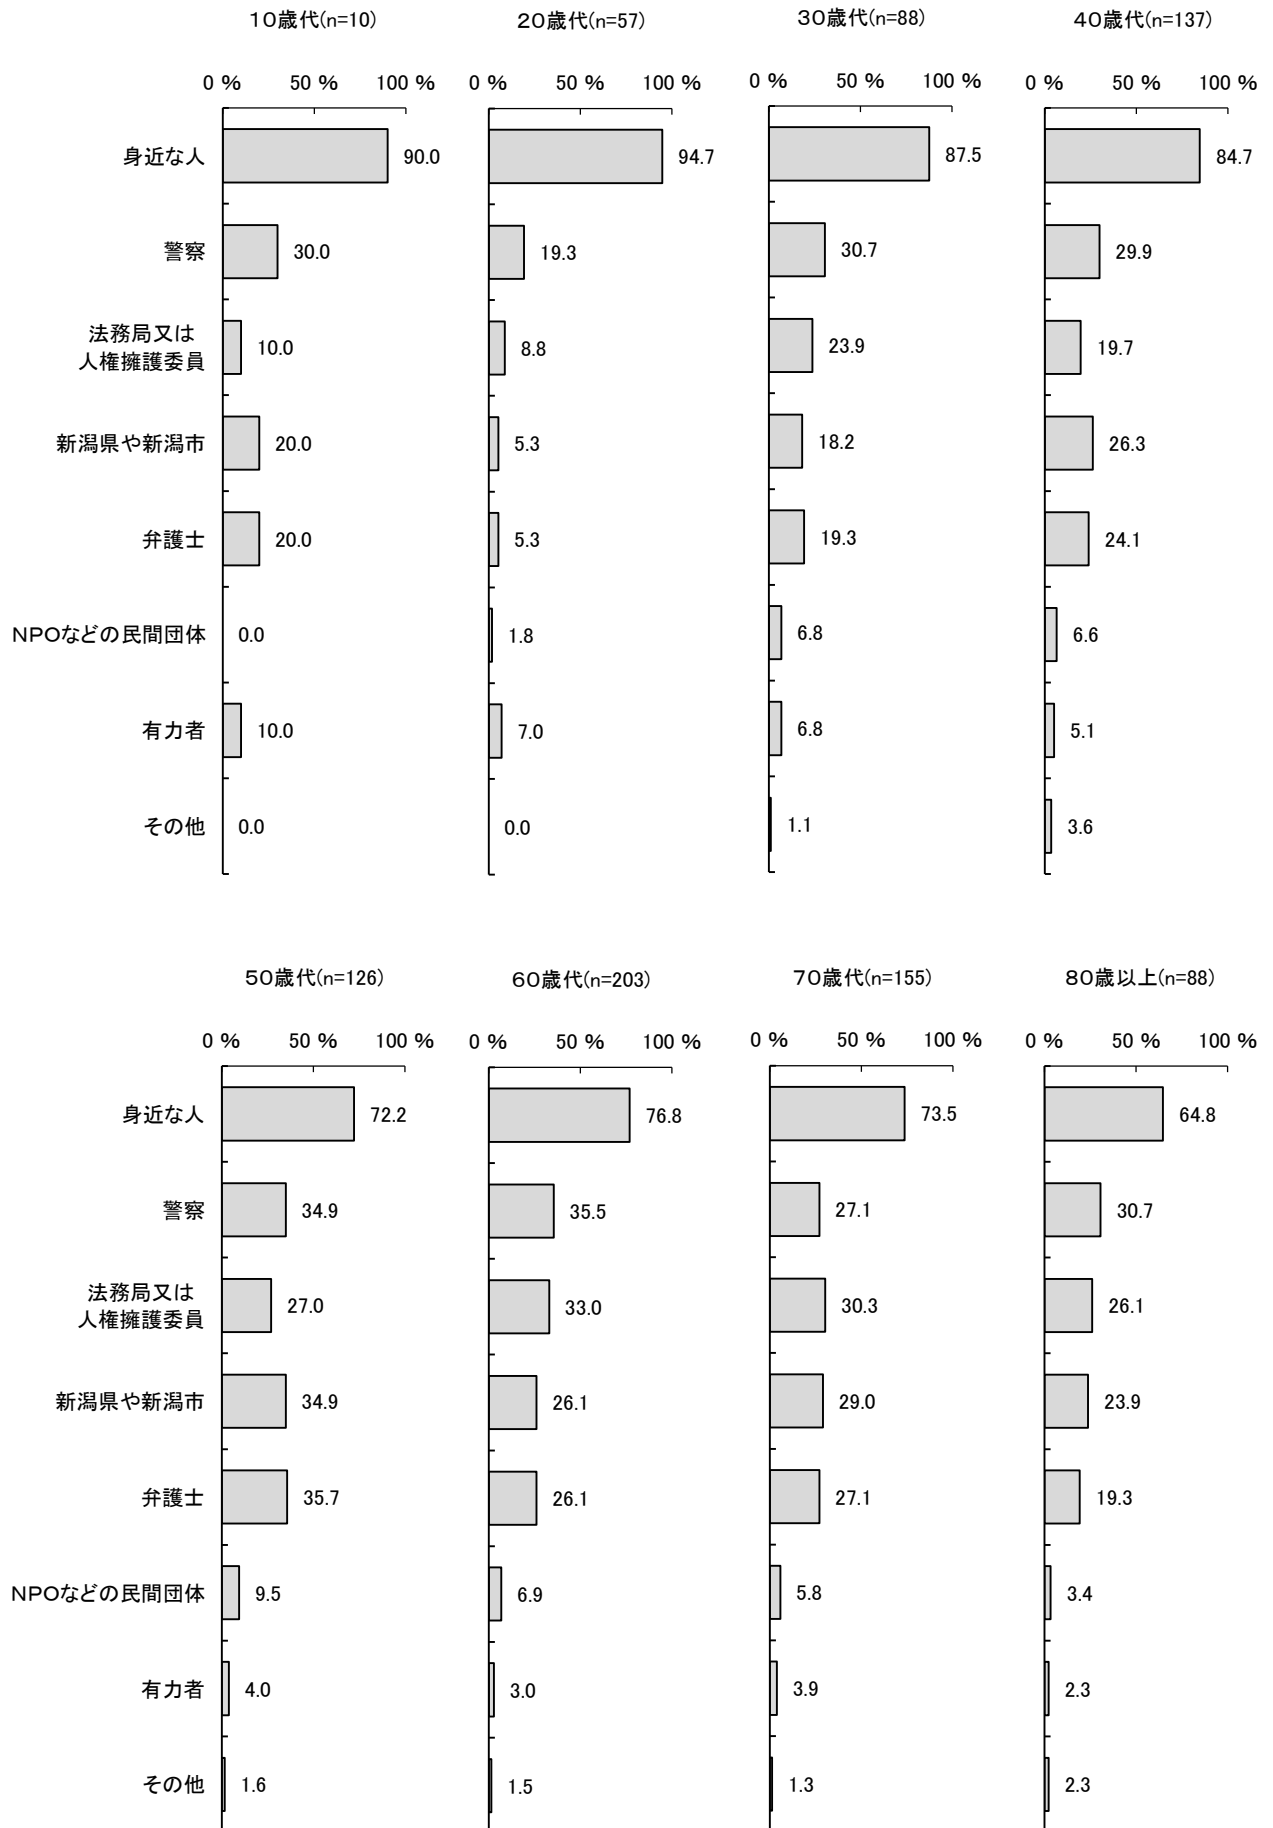 10歳代(n=10) 20歳代(n=57) 30歳代(n=88) 40歳代(n=137)
0 % 50 % 100 % 0 % 50 % 100 % 0 % 50 % 100 % 0 % 50 % 100 %
身近な人 90.0 94.7 87.5 84.7
警察 30.0 19.3 30.7 29.9
法務局又は
人権擁護委員 10.0 8.8 23.9 19.7
新潟県や新潟市 20.0 5.3 18.2 26.3
弁護士 20.0 5.3 19.3 24.1
NPOなどの民間団体 0.0 1.8 6.8 6.6
有力者 10.0 7.0 6.8 5.1
その他 0.0 0.0 1.1 3.6
50歳代(n=126) 60歳代(n=203) 70歳代(n=155) 80歳以上(n=88)
0 % 50 % 100 % 0 % 50 % 100 % 0 % 50 % 100 % 0 % 50 % 100 %
身近な人 72.2 76.8 73.5 64.8
警察 34.9 35.5 27.1 30.7
法務局又は
人権擁護委員 27.0 33.0 30.3 26.1
新潟県や新潟市 34.9 26.1 29.0 23.9
弁護士 35.7 26.1 27.1 19.3
NPOなどの民間団体 9.5 6.9 5.8 3.4
有力者 4.0 3.0 3.9 2.3
その他 1.6 1.5 1.3 2.3